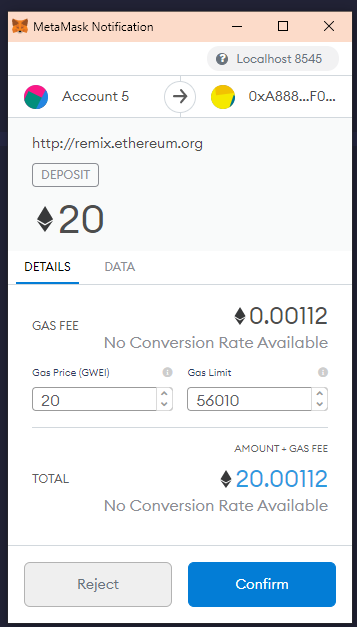 MetaMask Notification
Localhost 8545
Account 5
0xA888...F0...
http://remix.ethereum.org
DEPOSIT
20
DETAILS DATA
GAS FEE
0.00112
No Conversion Rate Available
Gas Price (GWEI) Gas Limit
20 56010
AMOUNT + GAS FEE
TOTAL
20.00112
No Conversion Rate Available
Reject Confirm